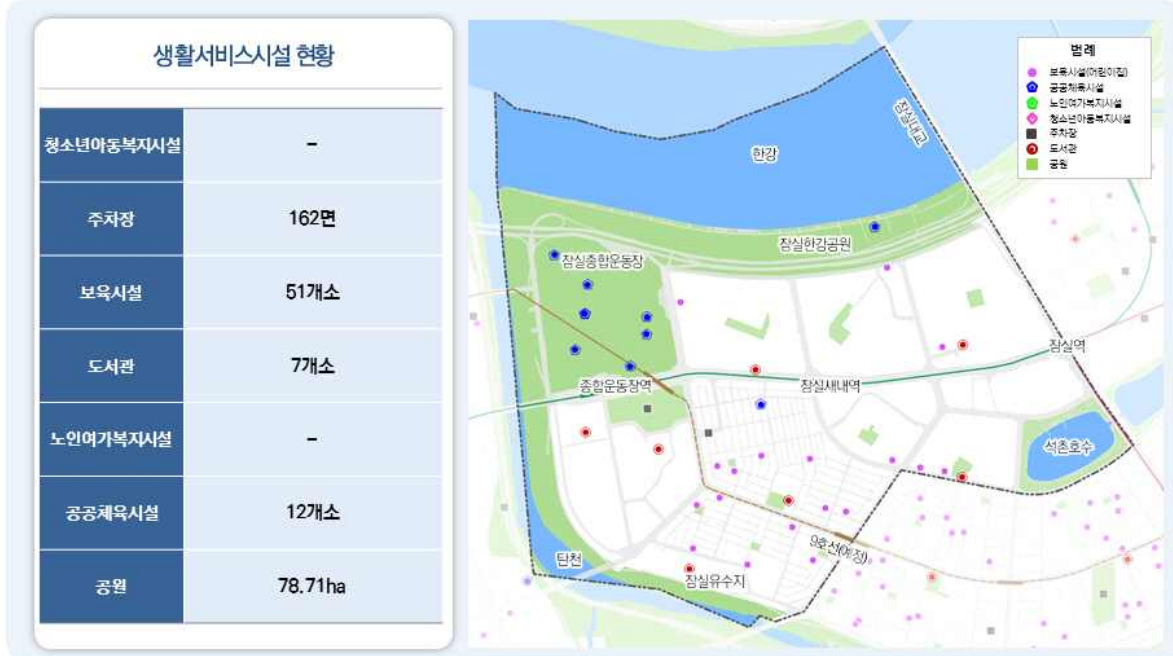 생활서비스시설 현황
청소년아동복지시설 -
주차장 162면
보육시설 51개소
도서관 7개소
노인여가복지시설 -
공공체육시설 12개소
공원 78.71ha
범례
보육시설(어린이집)
공공체육시설
노인여가복지시설
청소년아동복지시설
주차장
도서관
공원
잠실대교
한강
잠실한강공원
잠실종합운동장
잠실역
종합운동장역
잠실새내역
석촌호수
9호선(예정)
탄천
잠실유수지